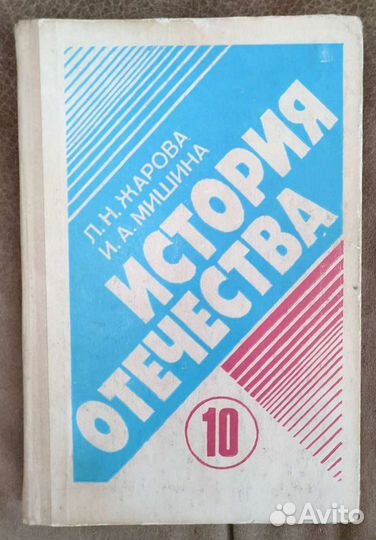 Л. Н. ЖАРОВА
И. А. МИШИНА
ИСТОРИЯ
ОТЕЧЕСТВА
10
Avito